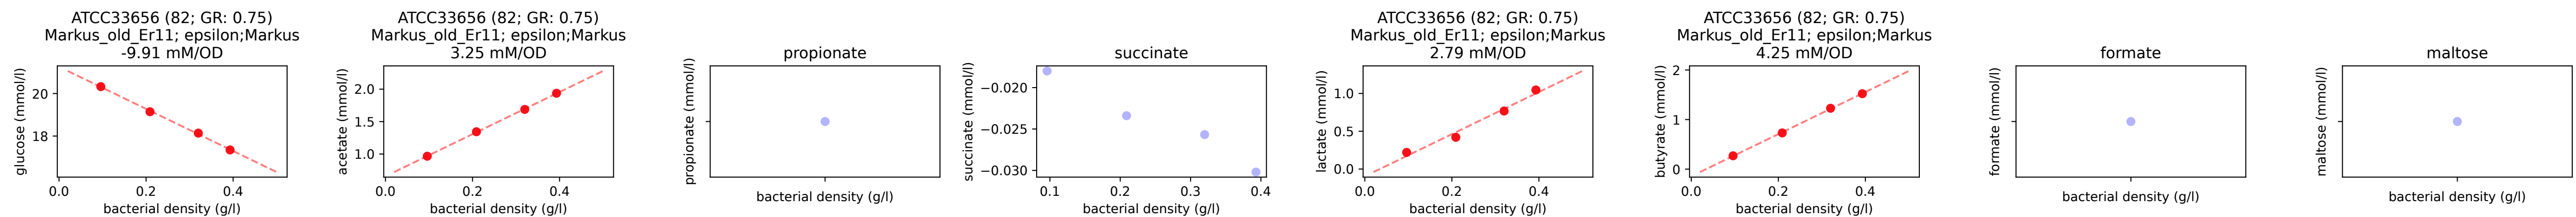 ATCC33656 (82; GR: 0.75)
Markus_old_Er11; epsilon;Markus
-9.91 mM/OD
glucose (mmol/l)
20
18
0.0 0.2 0.4
bacterial density (g/l)
ATCC33656 (82; GR: 0.75)
Markus_old_Er11; epsilon;Markus
3.25 mM/OD
acetate (mmol/l)
2.0
1.5
1.0
0.0 0.2 0.4
bacterial density (g/l)
propionate
propionate (mmol/l)
bacterial density (g/l)
succinate
succinate (mmol/l)
−0.020
−0.025
−0.030
0.1 0.2 0.3 0.4
bacterial density (g/l)
ATCC33656 (82; GR: 0.75)
Markus_old_Er11; epsilon;Markus
2.79 mM/OD
lactate (mmol/l)
1.0
0.5
0.0
0.0 0.2 0.4
bacterial density (g/l)
ATCC33656 (82; GR: 0.75)
Markus_old_Er11; epsilon;Markus
4.25 mM/OD
butyrate (mmol/l)
2
1
0
0.0 0.2 0.4
bacterial density (g/l)
formate
formate (mmol/l)
bacterial density (g/l)
maltose
maltose (mmol/l)
bacterial density (g/l)